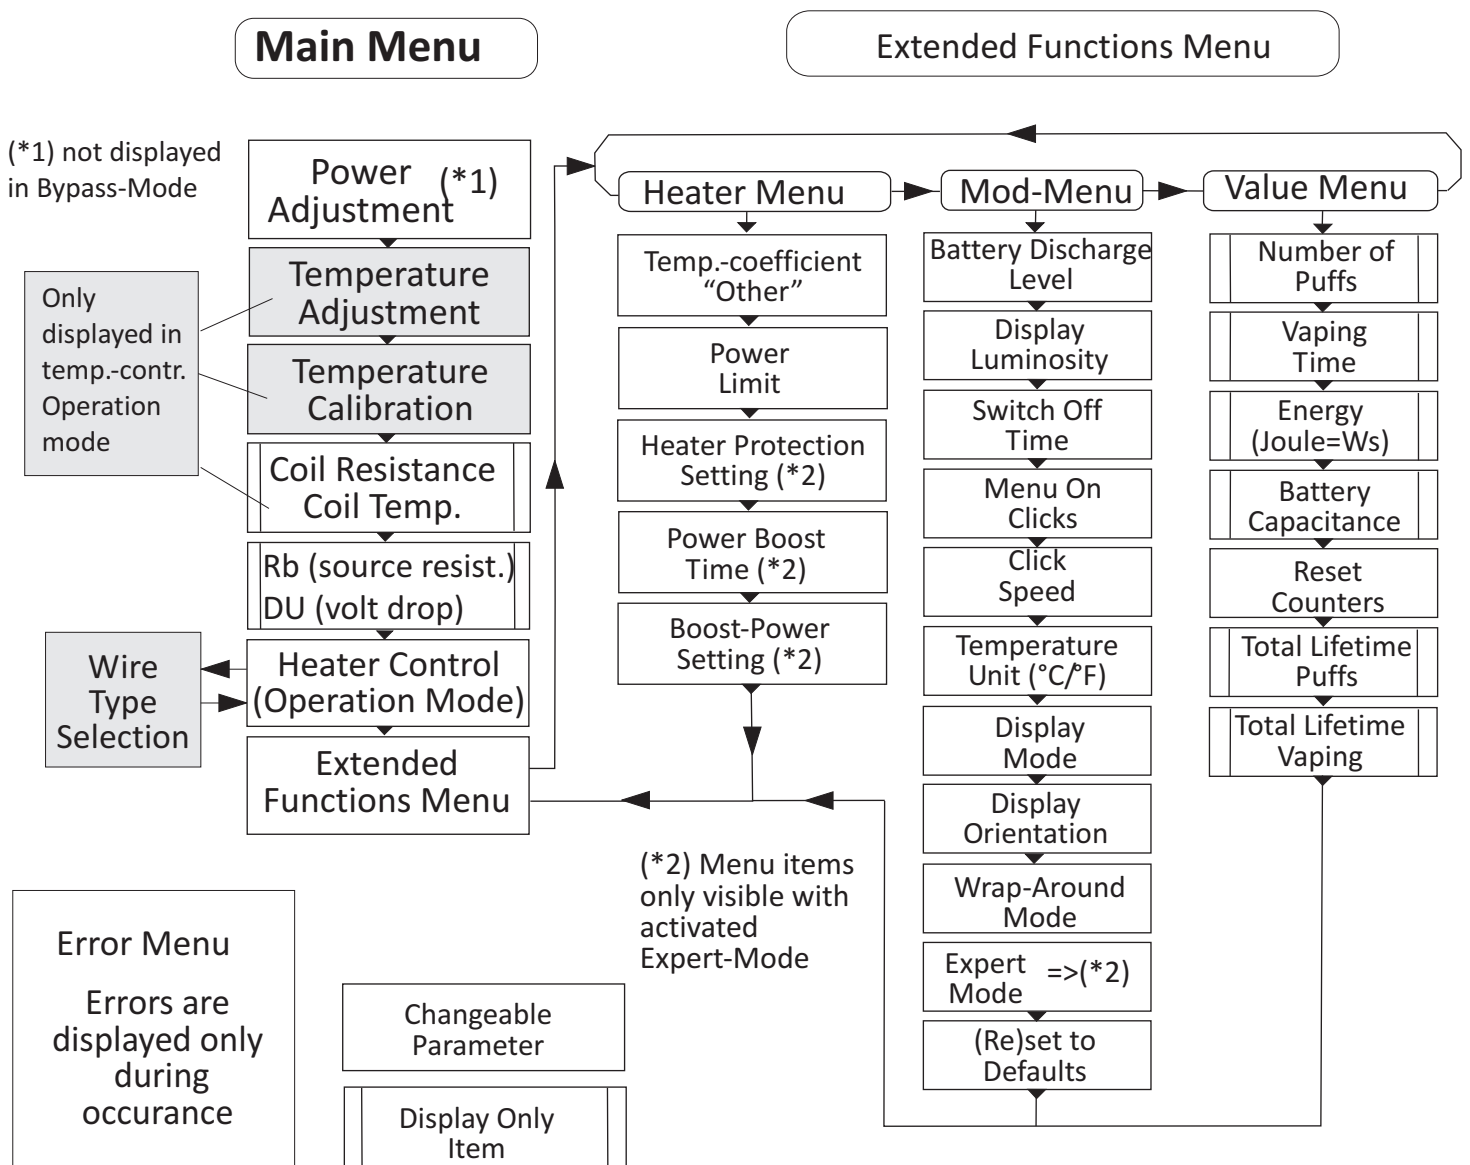 Main Menu
Extended Functions Menu
(*1) not displayed
in Bypass-Mode
Power
Adjustment (*1)
Temperature
Adjustment
Temperature
Calibration
Only
displayed in
temp.-contr.
Operation
mode
Coil Resistance
Coil Temp.
Rb (source resist.)
DU (volt drop)
Wire
Type
Selection
Heater Control
(Operation Mode)
Extended
Functions Menu
Heater Menu
Temp.-coefficient
“Other”
Power
Limit
Heater Protection
Setting (*2)
Power Boost
Time (*2)
Boost-Power
Setting (*2)
Mod-Menu
Battery Discharge
Level
Display
Luminosity
Switch Off
Time
Menu On
Clicks
Click
Speed
Temperature
Unit (°C/°F)
Display
Mode
Display
Orientation
Wrap-Around
Mode
Expert
Mode =>(*2)
(Re)set to
Defaults
Value Menu
Number of
Puffs
Vaping
Time
Energy
(Joule=Ws)
Battery
Capacitance
Reset
Counters
Total Lifetime
Puffs
Total Lifetime
Vaping
(*2) Menu items
only visible with
activated
Expert-Mode
Error Menu
Errors are
displayed only
during
occurance
Changeable
Parameter
Display Only
Item